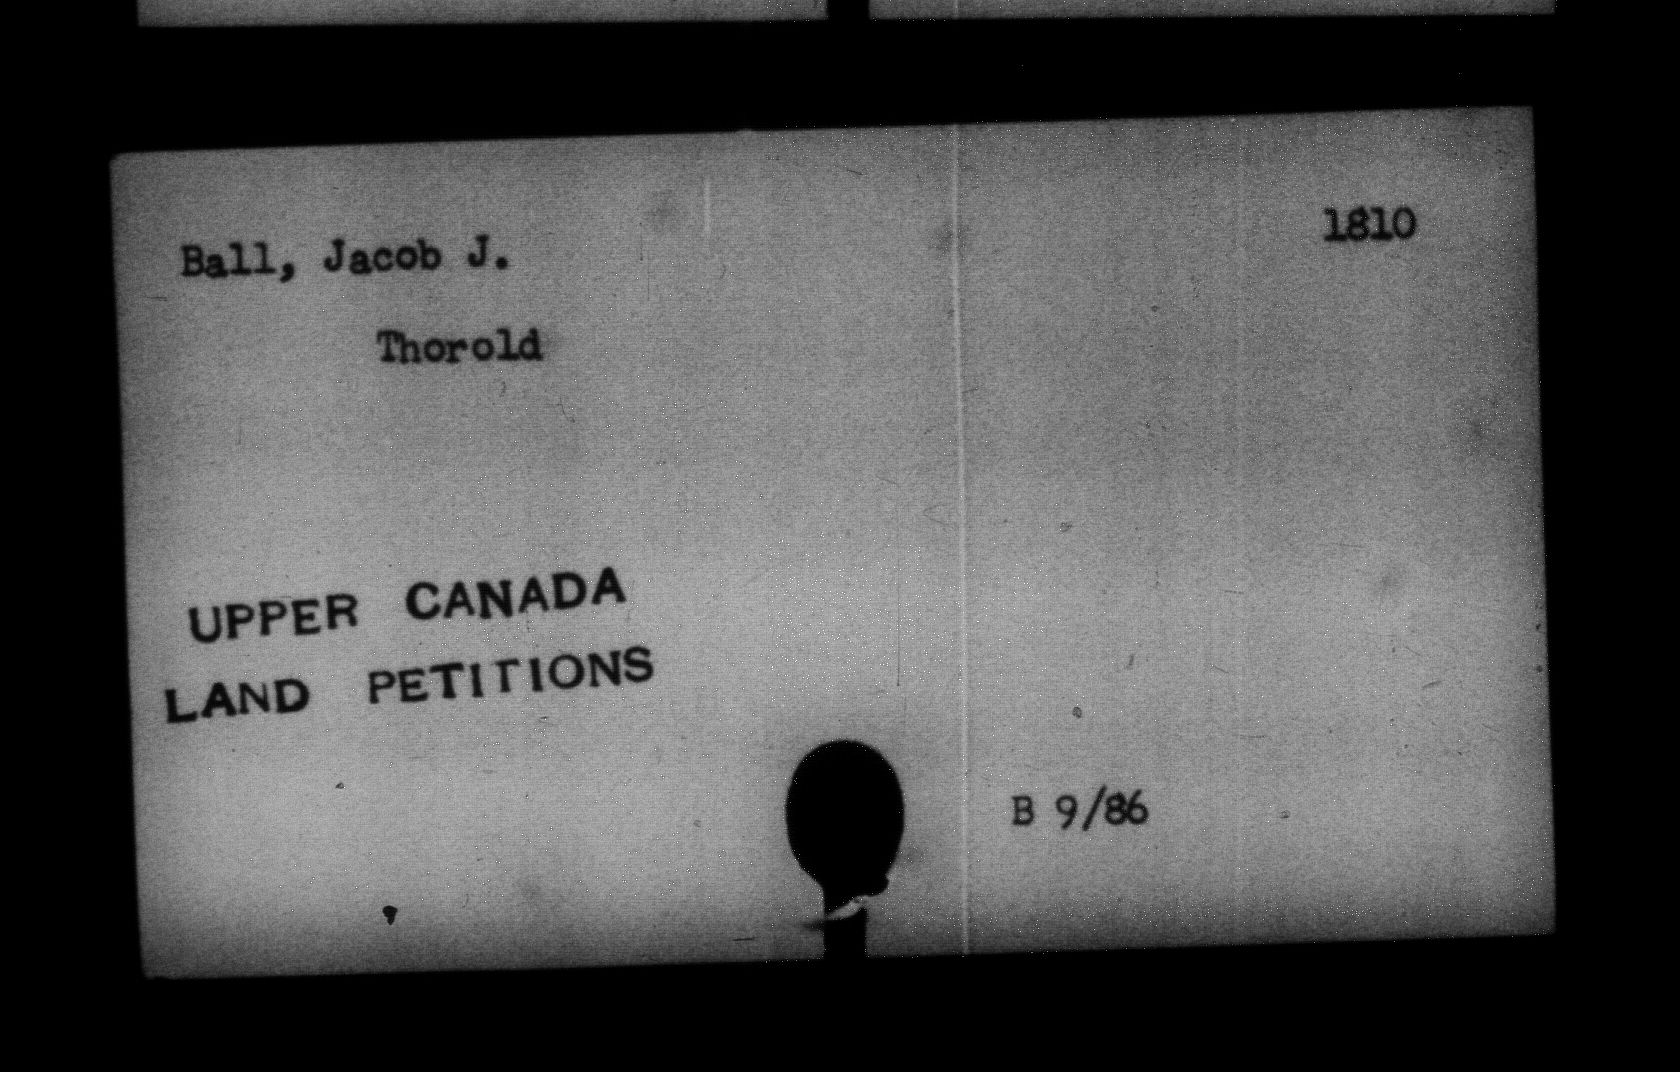 Ball, Jacob J.
1810
Thorold
UPPER CANADA
LAND PETITIONS
B 9/86